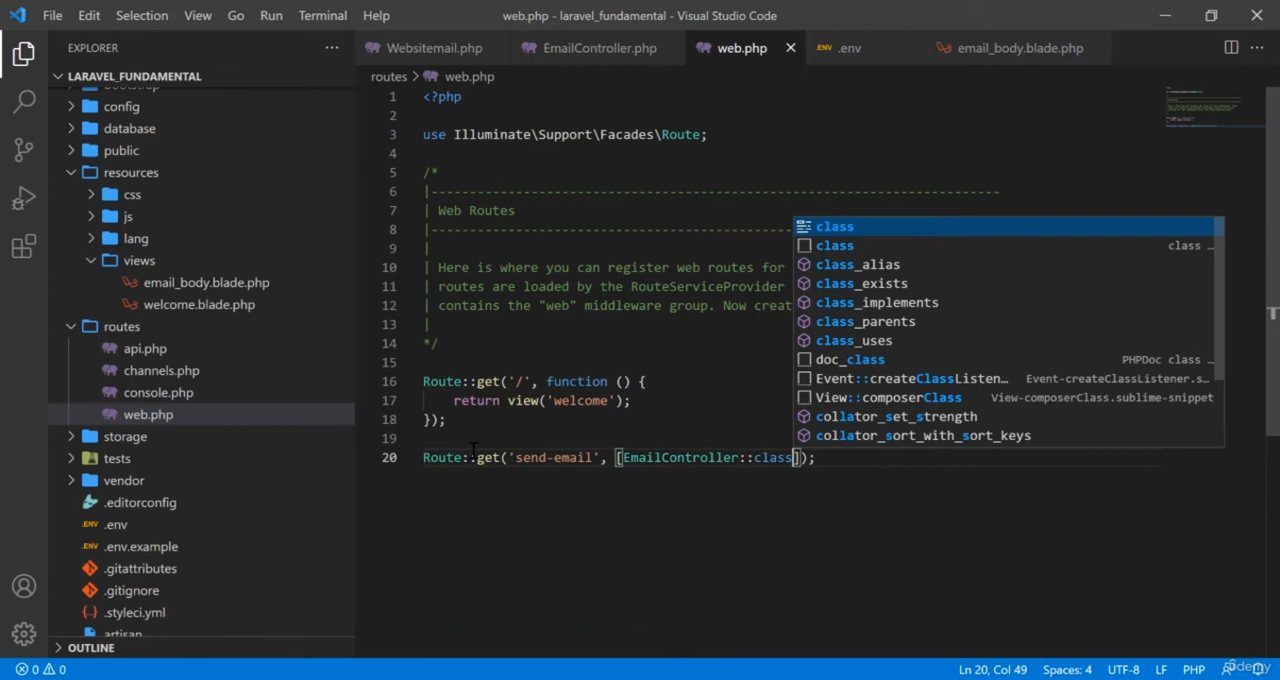 File Edit Selection View Go Run Terminal Help web.php - laravel_fundamental - Visual Studio Code
EXPLORER ...
Websitemail.php EmailController.php web.php .env email_body.blade.php
LARAVEL_FUNDAMENTAL
bootstrap
config
database
public
resources
css
js
lang
views
email_body.blade.php
welcome.blade.php
routes
api.php
channels.php
console.php
web.php
storage
tests
vendor
.editorconfig
.env
.env.example
.gitattributes
.gitignore
.styleci.yml
artisan
OUTLINE
routes > web.php
1 <?php
2
3 use Illuminate\Support\Facades\Route;
4
5 /*
6 |--------------------------------------------------------------------------
7 | Web Routes
8 |-----------------------------------------------
9 |
10 | Here is where you can register web routes for
11 | routes are loaded by the RouteServiceProvider
12 | contains the "web" middleware group. Now creat
13 |
14 */
15
16 Route::get('/', function () {
17 return view('welcome');
18 });
19
20 Route::get('send-email', [EmailController::class]);
class
class class ...
class_alias
class_exists
class_implements
class_parents
class_uses
doc_class PHPDoc class ...
Event::createClassListen... Event-createClassListener.s...
View::composerClass View-composerClass.sublime-snippet
collator_set_strength
collator_sort_with_sort_keys
0 0 Ln 20, Col 49 Spaces: 4 UTF-8 LF PHP
ûdemy